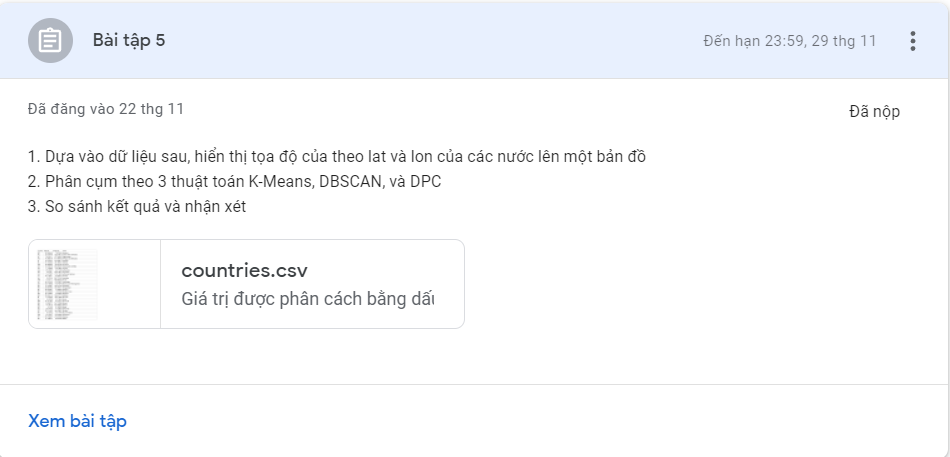 Bài tập 5
Đến hạn 23:59, 29 thg 11
Đã đăng vào 22 thg 11
Đã nộp
1. Dựa vào dữ liệu sau, hiển thị tọa độ của theo lat và lon của các nước lên một bản đồ
2. Phân cụm theo 3 thuật toán K-Means, DBSCAN, và DPC
3. So sánh kết quả và nhận xét
countries.csv
Giá trị được phân cách bằng
Xem bài tập